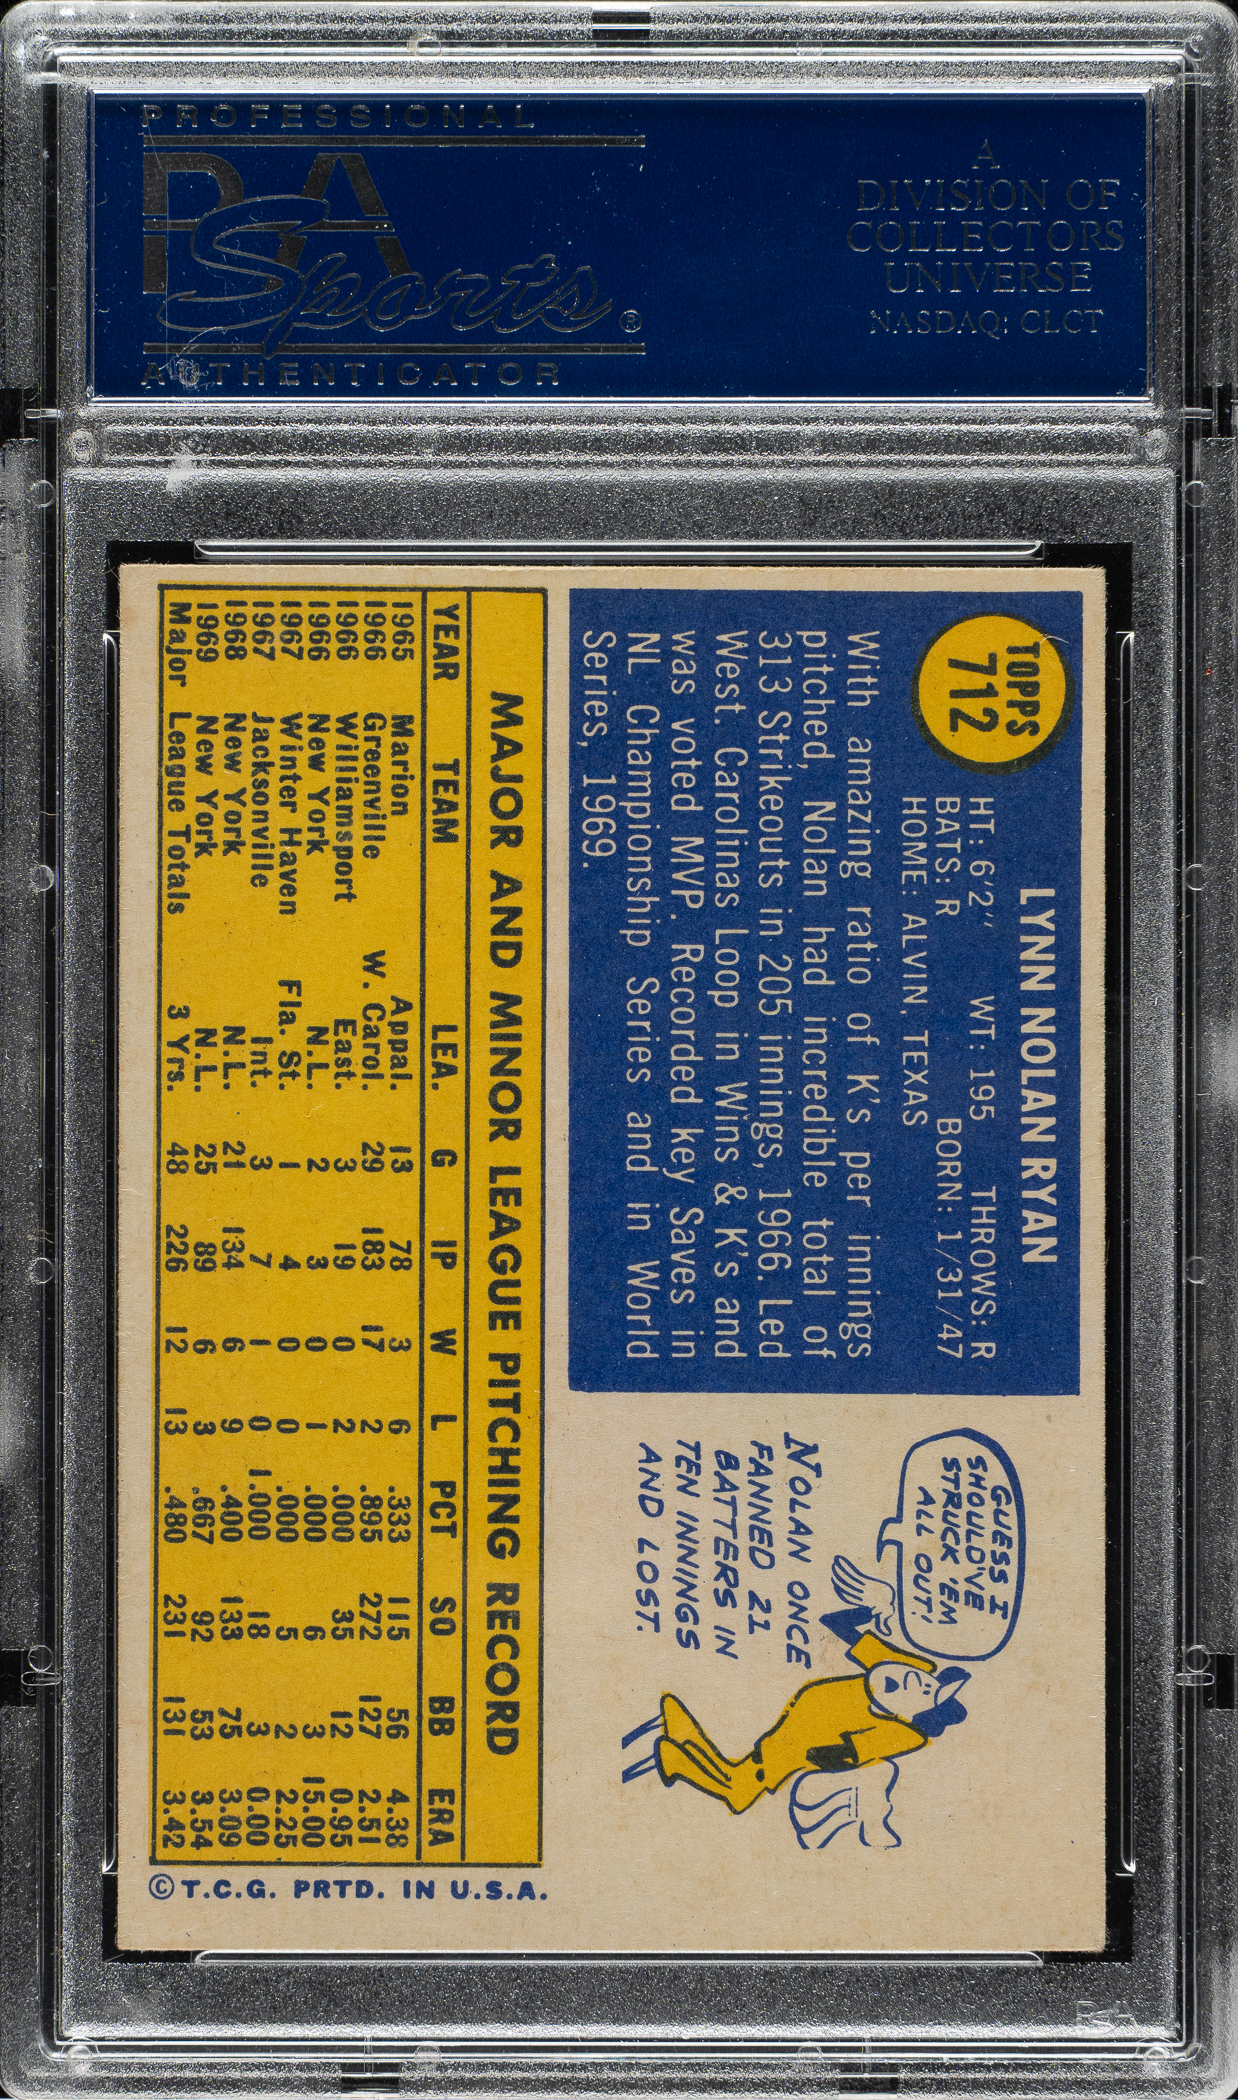 PROFESSIONAL
PSA
Sports®
AUTHENTICATOR
A
DIVISION OF
COLLECTORS
UNIVERSE
NASDAQ: CLCT
TOPPS
712
LYNN NOLAN RYAN
HT: 6'2" WT: 195 THROWS: R
BATS: R BORN: 1/31/47
HOME: ALVIN, TEXAS
With amazing ratio of K's per innings
pitched, Nolan had incredible total of
313 Strikeouts in 205 innings, 1966. Led
West. Carolinas Loop in Wins & K's and
was voted MVP. Recorded key Saves in
NL Championship Series and in World
Series, 1969.
GUESS I
SHOULD'VE
STRUCK 'EM
ALL OUT!
NOLAN ONCE
FANNED 21
BATTERS IN
TEN INNINGS
AND LOST.
MAJOR AND MINOR LEAGUE PITCHING RECORD
YEAR TEAM LEA. G IP W L PCT SO BB ERA
1965 Marion Appal. 13 78 3 6 .333 115 56 4.38
1966 Greenville W. Carol. 29 183 17 2 .895 272 127 2.51
1966 Williamsport East. 3 19 0 2 .000 35 12 0.95
1966 New York N.L. 2 3 0 1 .000 6 3 15.00
1967 Winter Haven Fla. St. 1 4 0 0 .000 5 2 2.25
1967 Jacksonville Int. 3 7 1 0 1.000 18 3 0.00
1968 New York N.L. 21 134 6 9 .400 133 75 3.09
1969 New York N.L. 25 89 6 3 .667 92 53 3.54
Major League Totals 3 Yrs. 48 226 12 13 .480 231 131 3.42
© T.C.G. PRTD. IN U.S.A.
PSA